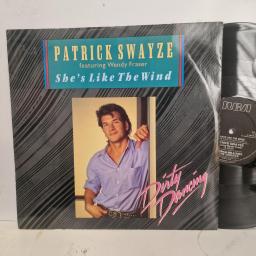 PATRICK SWAYZE
featuring Wendy Fraser
She's Like The Wind
Dirty Dancing
RCA